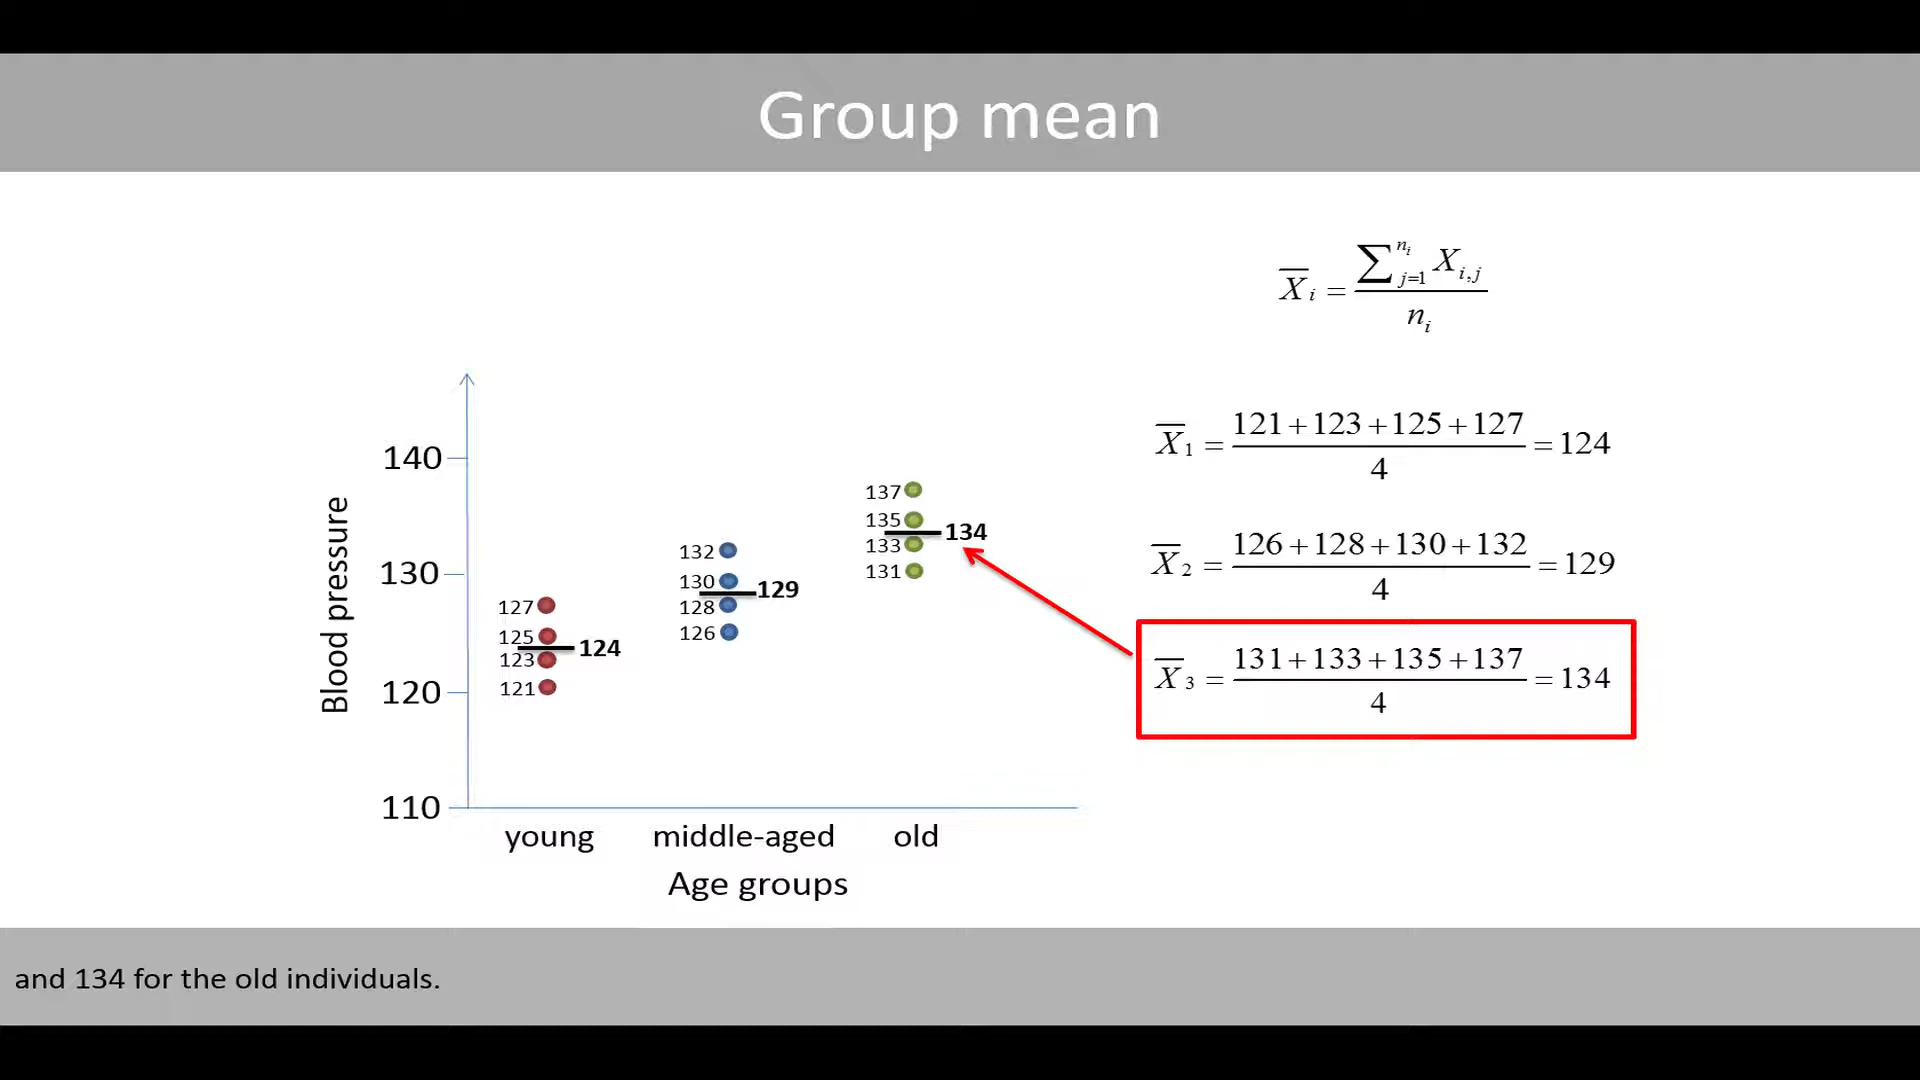 Group mean
X̄ᵢ = ∑ⁿⁱⱼ₌₁ Xᵢ,ⱼ / nᵢ
X̄₁ = 121+123+125+127 / 4 = 124
X̄₂ = 126+128+130+132 / 4 = 129
X̄₃ = 131+133+135+137 / 4 = 134
Blood pressure
140
130
120
110
127
125
123
121
124
132
130
128
126
129
137
135
133
131
134
young middle-aged old
Age groups
and 134 for the old individuals.